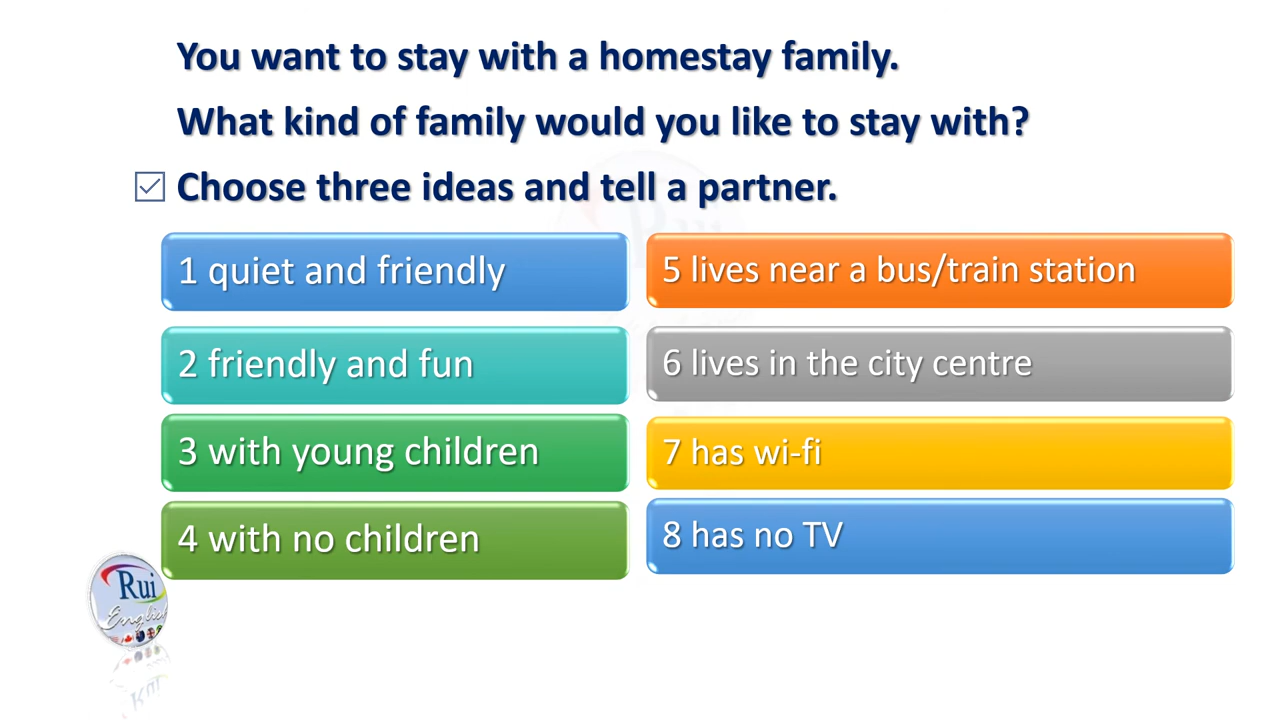 You want to stay with a homestay family.
What kind of family would you like to stay with?
Choose three ideas and tell a partner.
1 quiet and friendly
2 friendly and fun
3 with young children
4 with no children
5 lives near a bus/train station
6 lives in the city centre
7 has wi-fi
8 has no TV
Rui
English